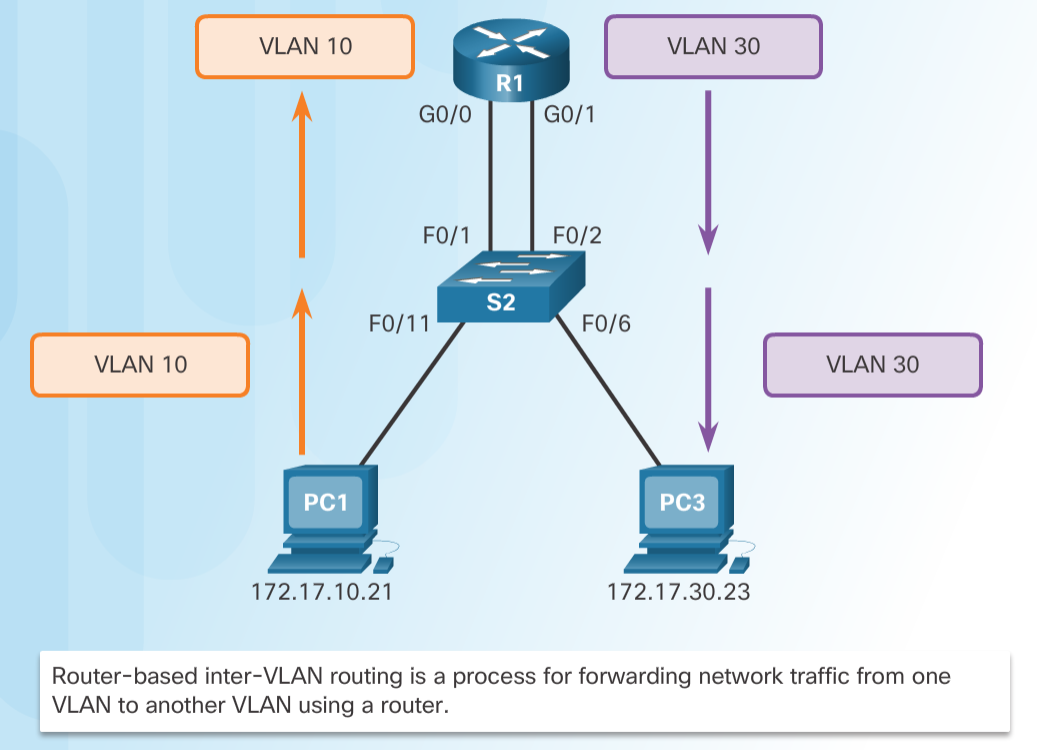 VLAN 10
VLAN 30
R1
G0/0
G0/1
F0/1
F0/2
S2
F0/11
F0/6
VLAN 10
VLAN 30
PC1
PC3
172.17.10.21
172.17.30.23
Router-based inter-VLAN routing is a process for forwarding network traffic from one
VLAN to another VLAN using a router.